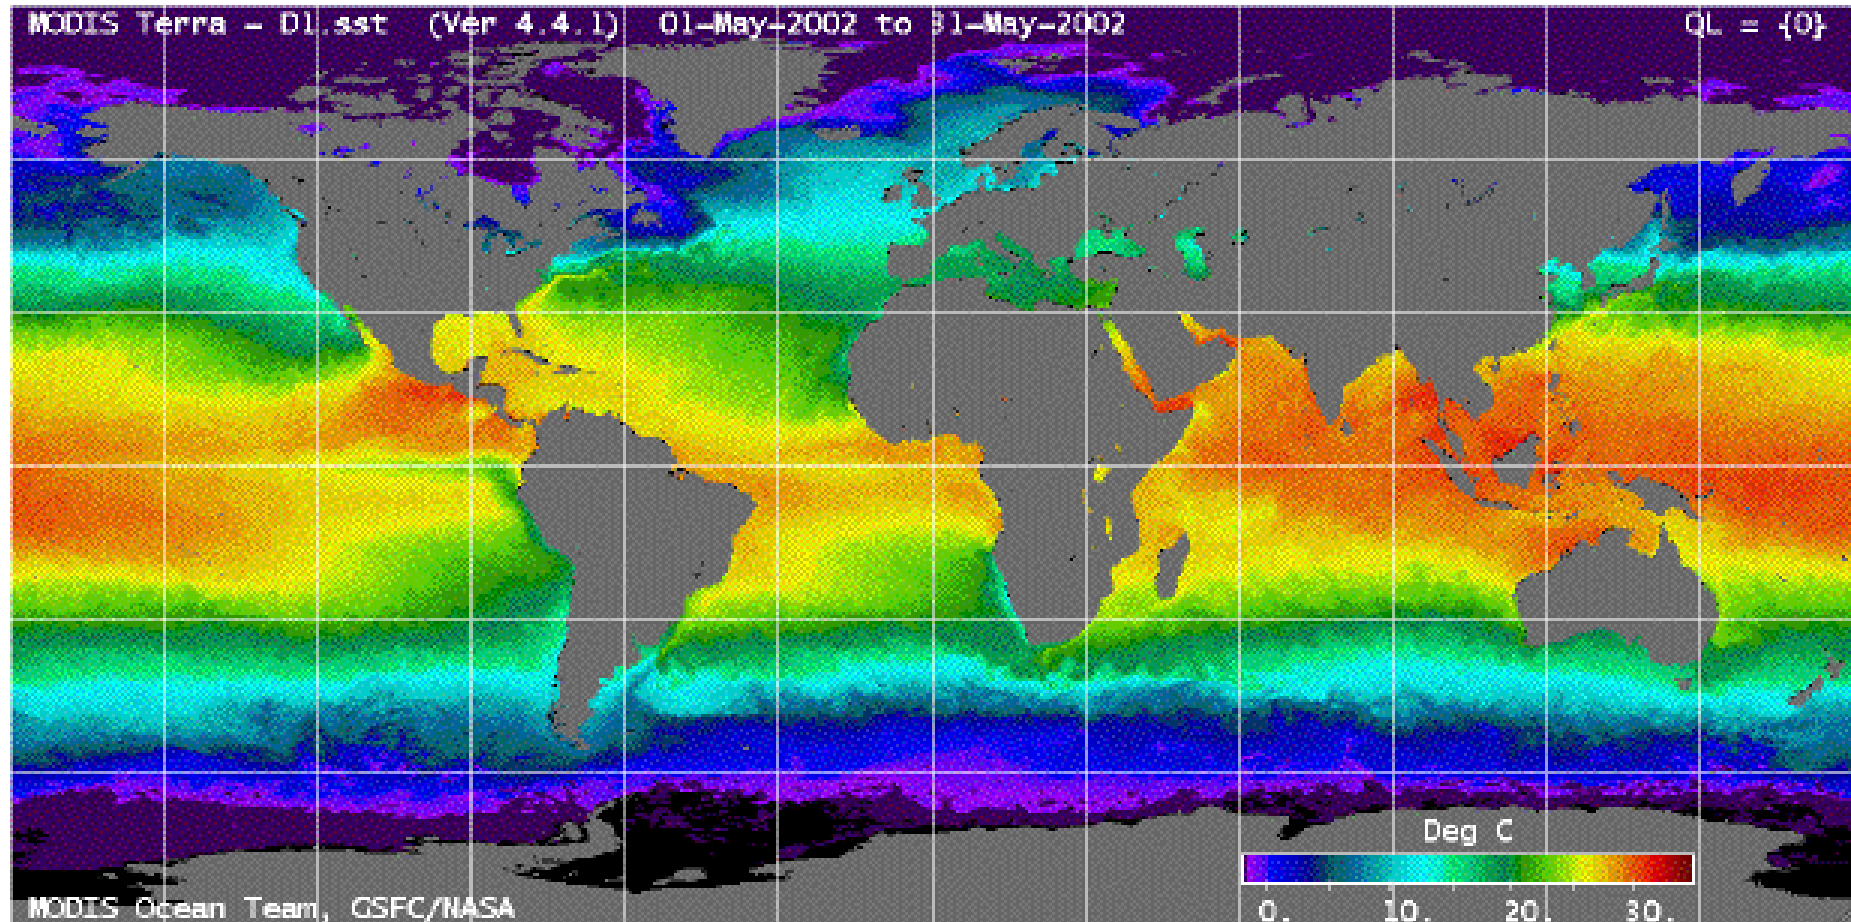 MODIS Terra - D1.sst (Ver 4.4.1) 01-May-2002 to 31-May-2002 QL = {0}
Deg C
0. 10. 20. 30.
MODIS Ocean Team, GSFC/NASA